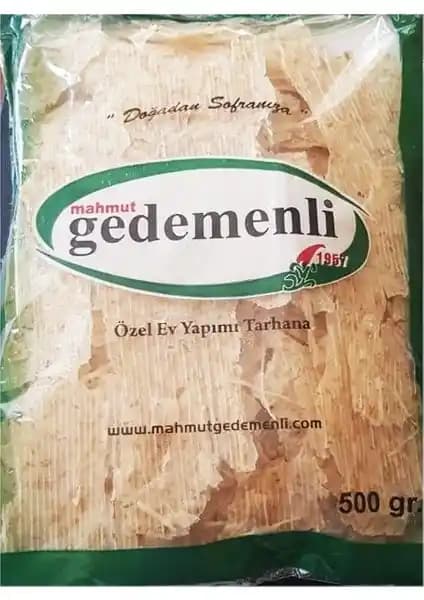 " Doğadan Sofranıza "
mahmut
gedemenli
1957
Özel Ev Yapımı Tarhana
www.mahmutgedemenli.com
500 gr.